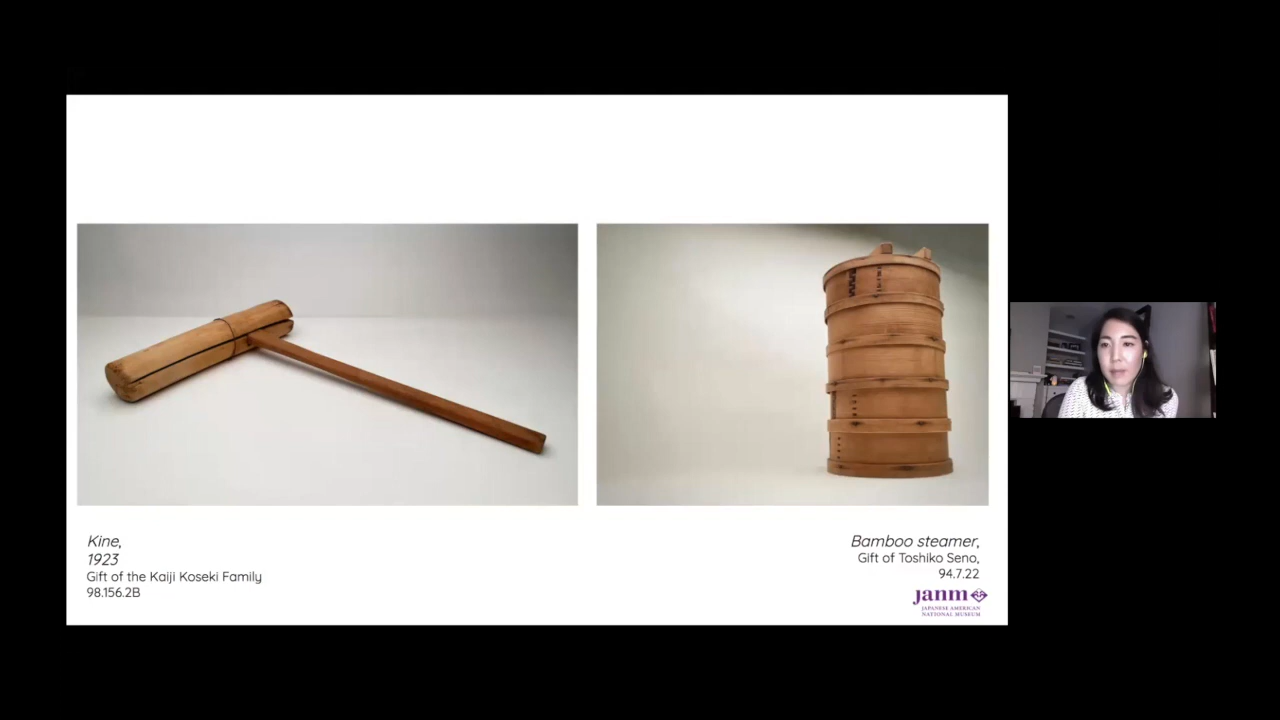 Kine,
1923
Gift of the Kaiji Koseki Family
98.156.2B
Bamboo steamer,
Gift of Toshiko Seno,
94.7.22
janm
JAPANESE AMERICAN
NATIONAL MUSEUM